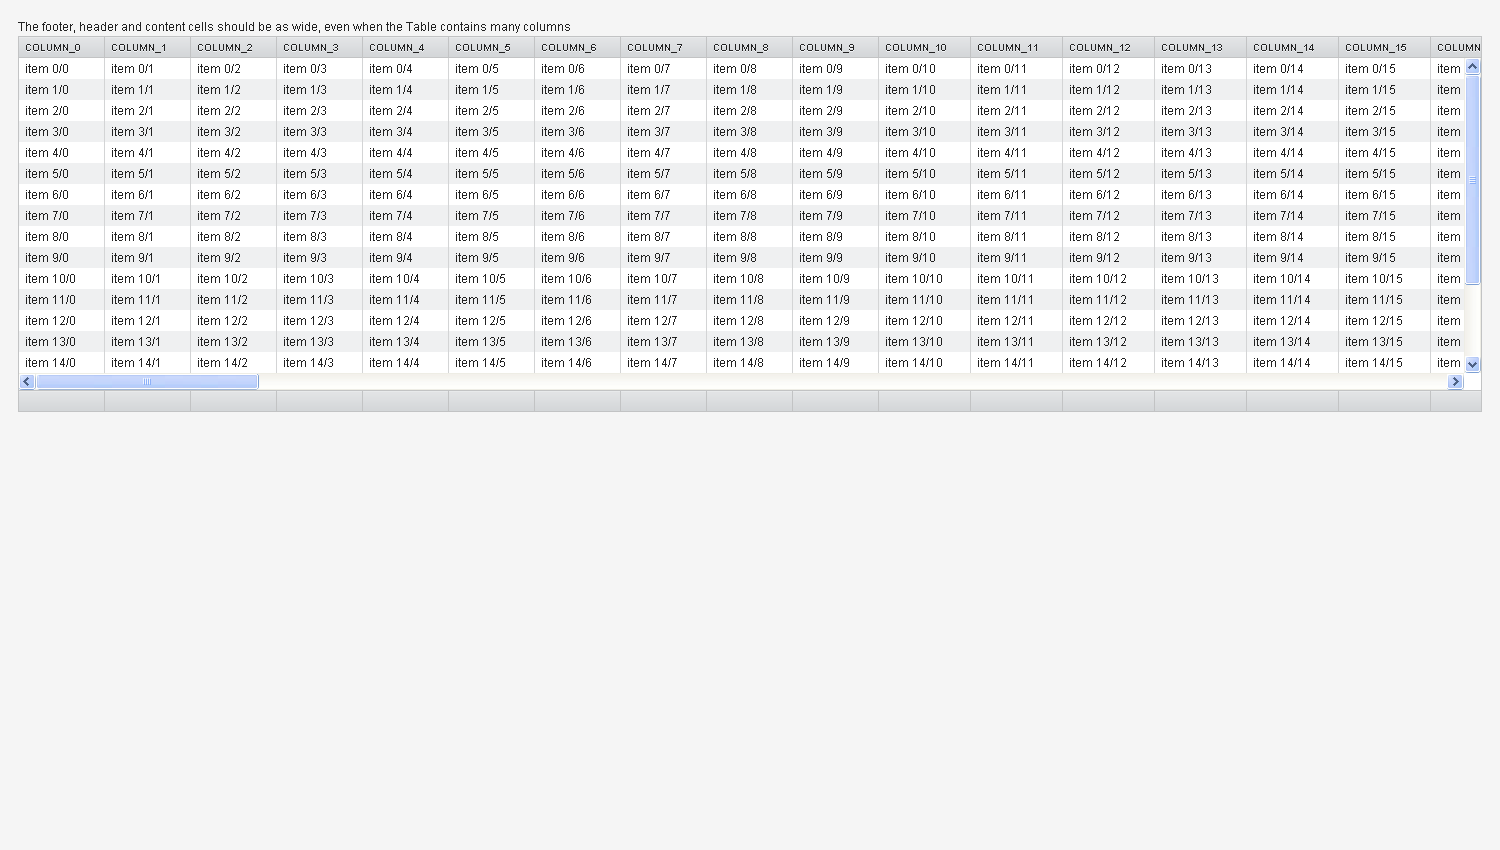 The footer, header and content cells should be as wide, even when the Table contains many columns
COLUMN_0 COLUMN_1 COLUMN_2 COLUMN_3 COLUMN_4 COLUMN_5 COLUMN_6 COLUMN_7 COLUMN_8 COLUMN_9 COLUMN_10 COLUMN_11 COLUMN_12 COLUMN_13 COLUMN_14 COLUMN_15 COLUMN
item 0/0 item 0/1 item 0/2 item 0/3 item 0/4 item 0/5 item 0/6 item 0/7 item 0/8 item 0/9 item 0/10 item 0/11 item 0/12 item 0/13 item 0/14 item 0/15 item
item 1/0 item 1/1 item 1/2 item 1/3 item 1/4 item 1/5 item 1/6 item 1/7 item 1/8 item 1/9 item 1/10 item 1/11 item 1/12 item 1/13 item 1/14 item 1/15 item
item 2/0 item 2/1 item 2/2 item 2/3 item 2/4 item 2/5 item 2/6 item 2/7 item 2/8 item 2/9 item 2/10 item 2/11 item 2/12 item 2/13 item 2/14 item 2/15 item
item 3/0 item 3/1 item 3/2 item 3/3 item 3/4 item 3/5 item 3/6 item 3/7 item 3/8 item 3/9 item 3/10 item 3/11 item 3/12 item 3/13 item 3/14 item 3/15 item
item 4/0 item 4/1 item 4/2 item 4/3 item 4/4 item 4/5 item 4/6 item 4/7 item 4/8 item 4/9 item 4/10 item 4/11 item 4/12 item 4/13 item 4/14 item 4/15 item
item 5/0 item 5/1 item 5/2 item 5/3 item 5/4 item 5/5 item 5/6 item 5/7 item 5/8 item 5/9 item 5/10 item 5/11 item 5/12 item 5/13 item 5/14 item 5/15 item
item 6/0 item 6/1 item 6/2 item 6/3 item 6/4 item 6/5 item 6/6 item 6/7 item 6/8 item 6/9 item 6/10 item 6/11 item 6/12 item 6/13 item 6/14 item 6/15 item
item 7/0 item 7/1 item 7/2 item 7/3 item 7/4 item 7/5 item 7/6 item 7/7 item 7/8 item 7/9 item 7/10 item 7/11 item 7/12 item 7/13 item 7/14 item 7/15 item
item 8/0 item 8/1 item 8/2 item 8/3 item 8/4 item 8/5 item 8/6 item 8/7 item 8/8 item 8/9 item 8/10 item 8/11 item 8/12 item 8/13 item 8/14 item 8/15 item
item 9/0 item 9/1 item 9/2 item 9/3 item 9/4 item 9/5 item 9/6 item 9/7 item 9/8 item 9/9 item 9/10 item 9/11 item 9/12 item 9/13 item 9/14 item 9/15 item
item 10/0 item 10/1 item 10/2 item 10/3 item 10/4 item 10/5 item 10/6 item 10/7 item 10/8 item 10/9 item 10/10 item 10/11 item 10/12 item 10/13 item 10/14 item 10/15 item
item 11/0 item 11/1 item 11/2 item 11/3 item 11/4 item 11/5 item 11/6 item 11/7 item 11/8 item 11/9 item 11/10 item 11/11 item 11/12 item 11/13 item 11/14 item 11/15 item
item 12/0 item 12/1 item 12/2 item 12/3 item 12/4 item 12/5 item 12/6 item 12/7 item 12/8 item 12/9 item 12/10 item 12/11 item 12/12 item 12/13 item 12/14 item 12/15 item
item 13/0 item 13/1 item 13/2 item 13/3 item 13/4 item 13/5 item 13/6 item 13/7 item 13/8 item 13/9 item 13/10 item 13/11 item 13/12 item 13/13 item 13/14 item 13/15 item
item 14/0 item 14/1 item 14/2 item 14/3 item 14/4 item 14/5 item 14/6 item 14/7 item 14/8 item 14/9 item 14/10 item 14/11 item 14/12 item 14/13 item 14/14 item 14/15 item